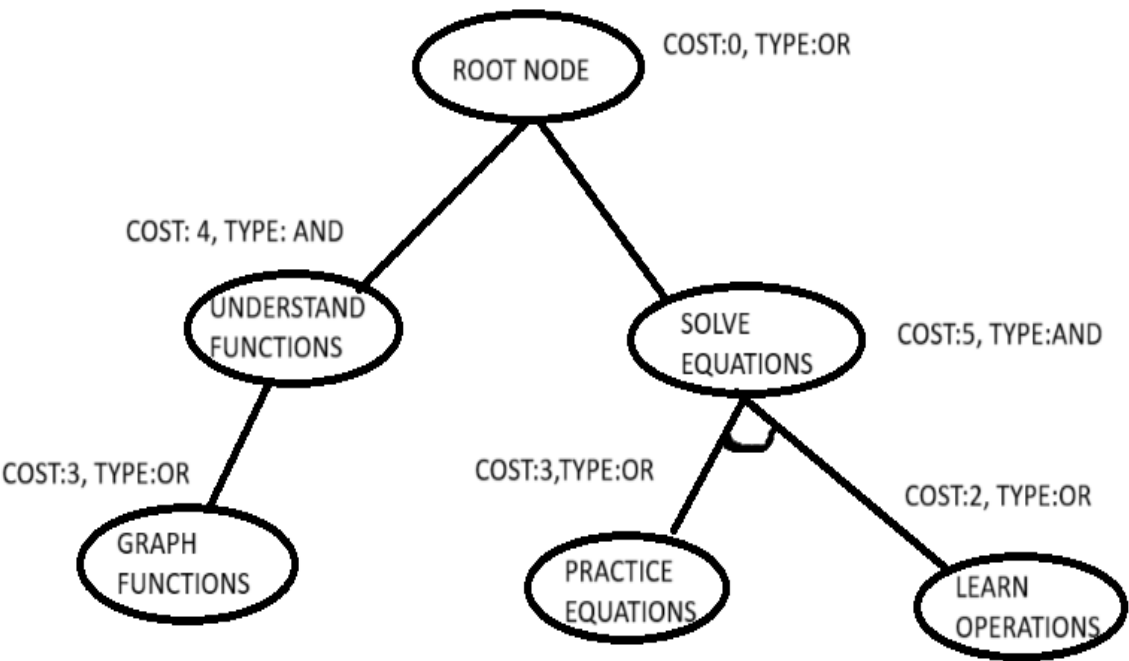 ROOT NODE
COST:0, TYPE:OR
COST: 4, TYPE: AND
UNDERSTAND
FUNCTIONS
SOLVE
EQUATIONS
COST:5, TYPE:AND
COST:3, TYPE:OR
GRAPH
FUNCTIONS
COST:3,TYPE:OR
PRACTICE
EQUATIONS
COST:2, TYPE:OR
LEARN
OPERATIONS